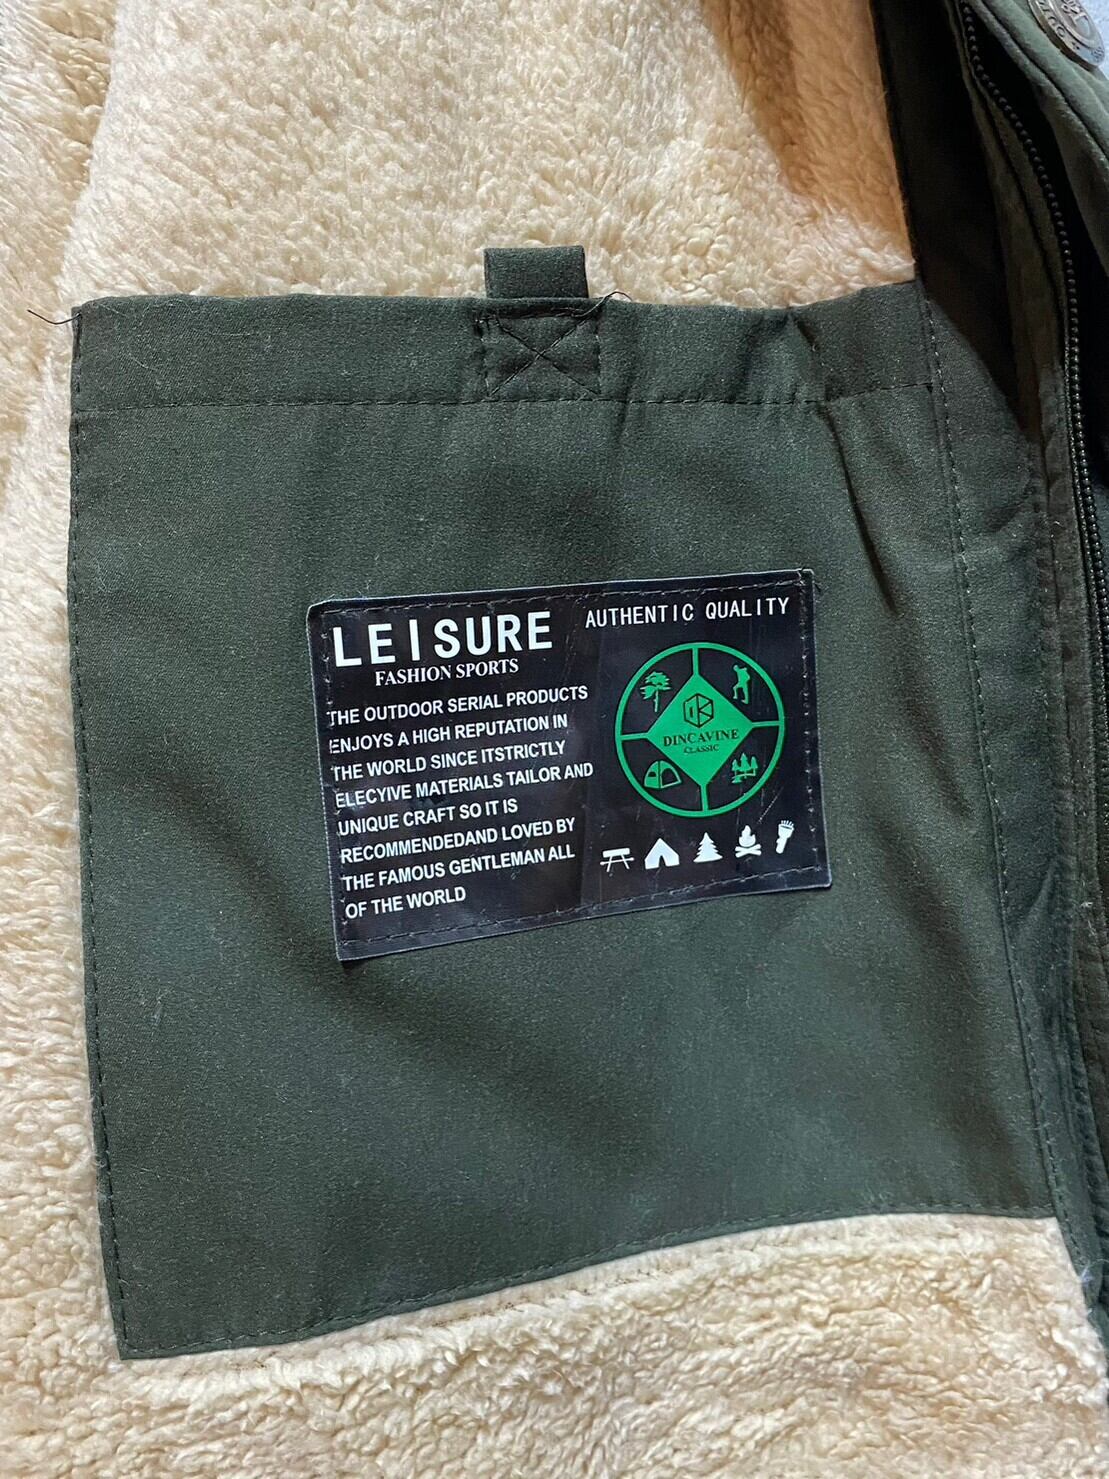 LEISURE
FASHION SPORTS
THE OUTDOOR SERIAL PRODUCTS
ENJOYS A HIGH REPUTATION IN
THE WORLD SINCE ITSTRICTLY
ELECYIVE MATERIALS TAILOR AND
UNIQUE CRAFT SO IT IS
RECOMMENDEDAND LOVED BY
THE FAMOUS GENTLEMAN ALL
OF THE WORLD
AUTHENTIC QUALITY
DINCAVINE
CLASSIC